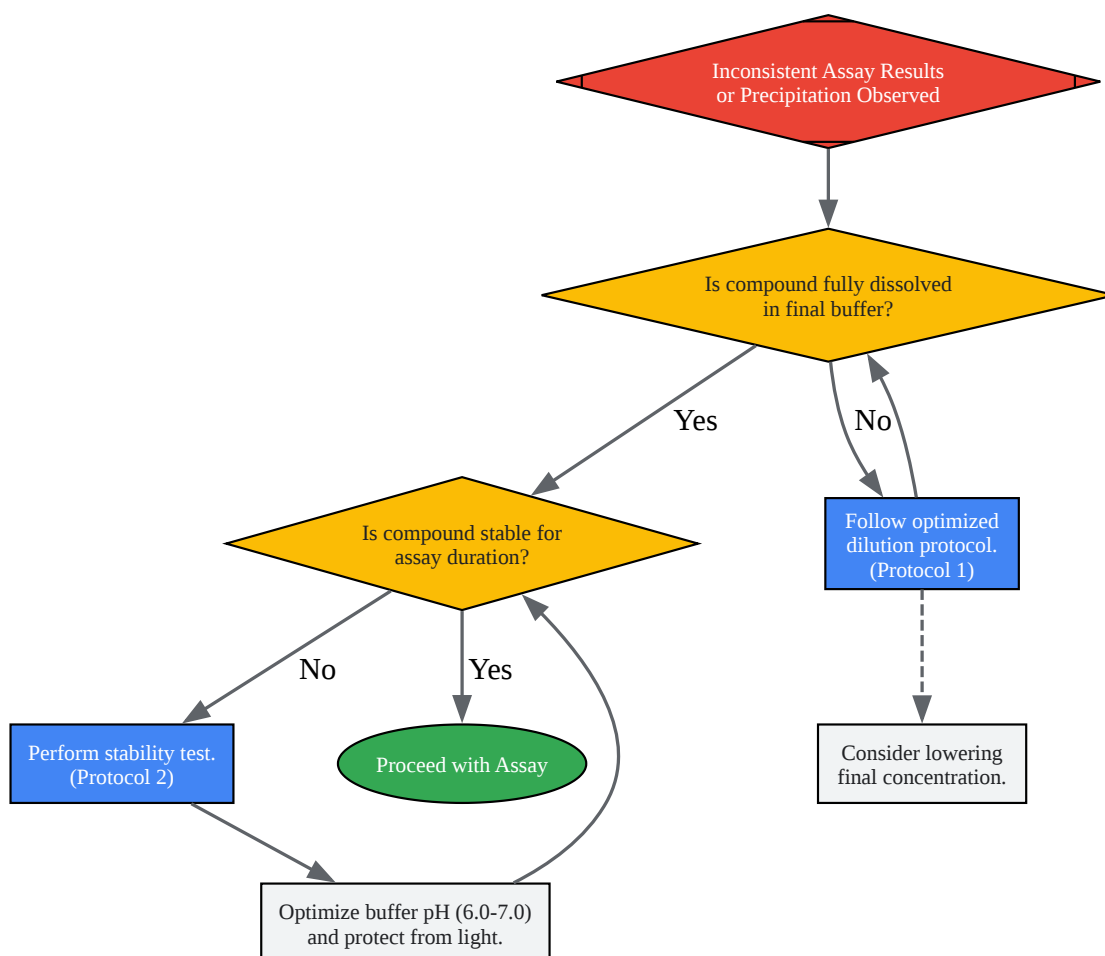 Inconsistent Assay Results
or Precipitation Observed
Is compound fully dissolved
in final buffer?
Yes
No
Is compound stable for
assay duration?
Follow optimized
dilution protocol.
(Protocol 1)
No
Yes
Perform stability test.
(Protocol 2)
Proceed with Assay
Consider lowering
final concentration.
Optimize buffer pH (6.0-7.0)
and protect from light.